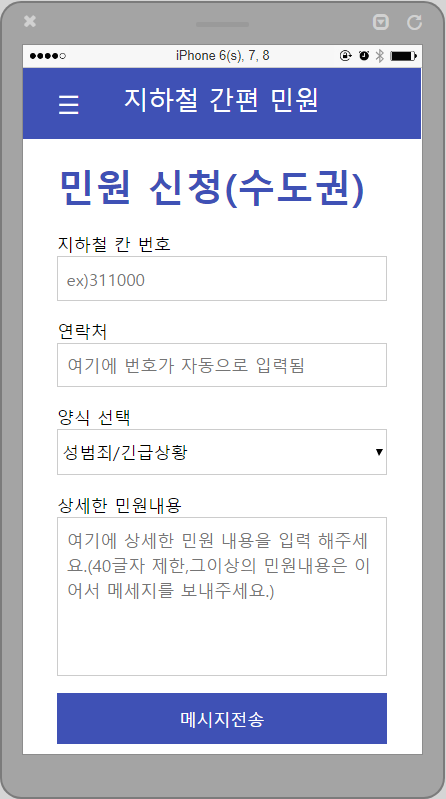 iPhone 6(s), 7, 8
지하철 간편 민원
민원 신청(수도권)
지하철 칸 번호
ex)311000
연락처
여기에 번호가 자동으로 입력됨
양식 선택
성범죄/긴급상황
상세한 민원내용
여기에 상세한 민원 내용을 입력 해주세
요.(40글자 제한,그이상의 민원내용은 이
어서 메세지를 보내주세요.)
메시지전송